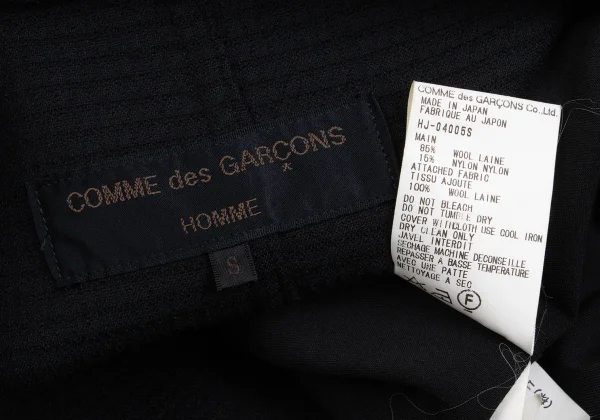 COMME des GARÇONS
HOMME
S
COMME des GARÇONS Co.,Ltd.
MADE IN JAPAN
FABRIQUE AU JAPON
HJ-04005S
MAIN
85% WOOL LAINE
15% NYLON NYLON
ATTACHED FABRIC
TISSU AJOUTE
100% WOOL LAINE
DO NOT BLEACH
DO NOT TUMBLE DRY
COVER WITH CLOTH USE COOL IRON
DRY CLEAN ONLY
JAVEL INTERDIT
SECHAGE MACHINE DECONSEILLE
REPASSER A BASSE TEMPERATURE
AVEC UNE PATTE
NETTOYAGE A SEC
F